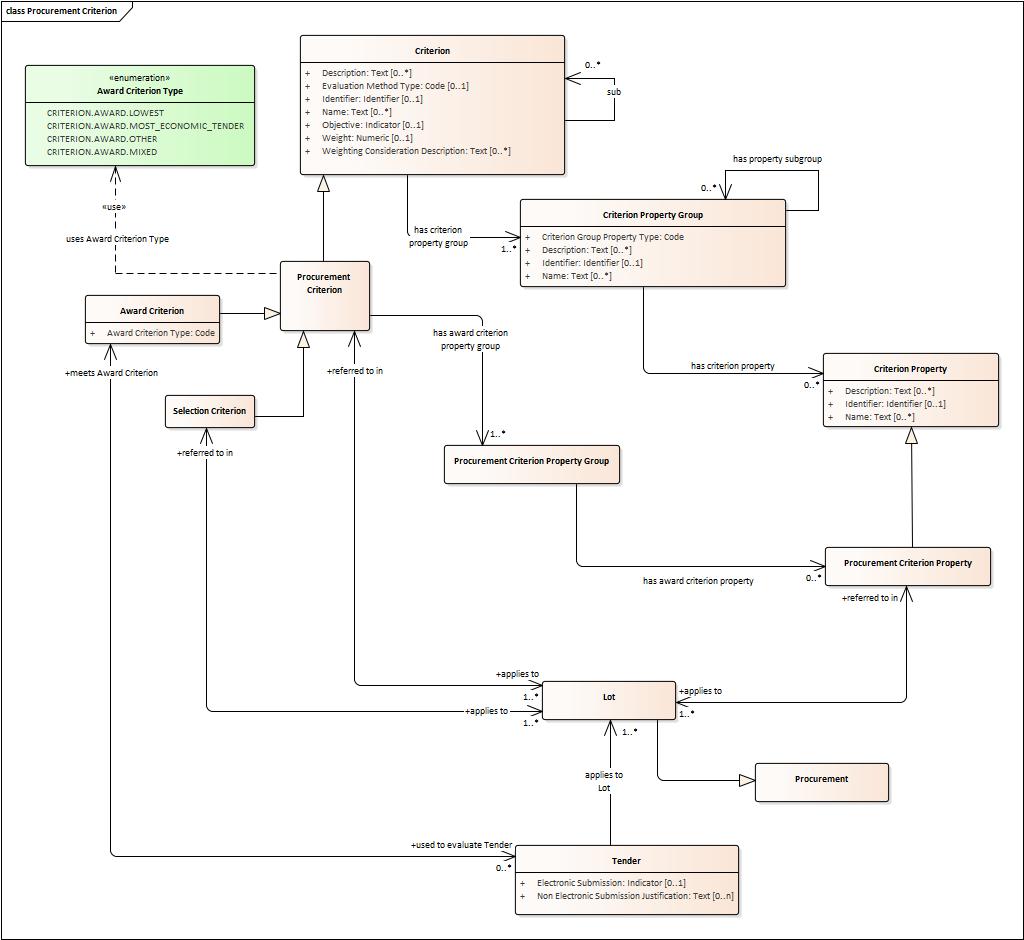 class Procurement Criterion
Criterion
+ Description: Text [0..*]
+ Evaluation Method Type: Code [0..1]
+ Identifier: Identifier [0..1]
+ Name: Text [0..*]
+ Objective: Indicator [0..1]
+ Weight: Numeric [0..1]
+ Weighting Consideration Description: Text [0..*]
0..*
sub
«enumeration»
Award Criterion Type
CRITERION.AWARD.LOWEST
CRITERION.AWARD.MOST_ECONOMIC_TENDER
CRITERION.AWARD.OTHER
CRITERION.AWARD.MIXED
has property subgroup
0..*
«use»
uses Award Criterion Type
has criterion
property group
1..*
Criterion Property Group
+ Criterion Group Property Type: Code
+ Description: Text [0..*]
+ Identifier: Identifier [0..1]
+ Name: Text [0..*]
Procurement
Criterion
Award Criterion
+ Award Criterion Type: Code
has award criterion
property group
has criterion property
0..*
Criterion Property
+ Description: Text [0..*]
+ Identifier: Identifier [0..1]
+ Name: Text [0..*]
+meets Award Criterion
+referred to in
Selection Criterion
+referred to in
1..*
Procurement Criterion Property Group
Procurement Criterion Property
has award criterion property
0..*
+referred to in
+applies to
1..*
+applies to
1..*
Lot
+applies to
1..*
1..*
applies to
Lot
Procurement
+used to evaluate Tender
0..*
Tender
+ Electronic Submission: Indicator [0..1]
+ Non Electronic Submission Justification: Text [0..n]